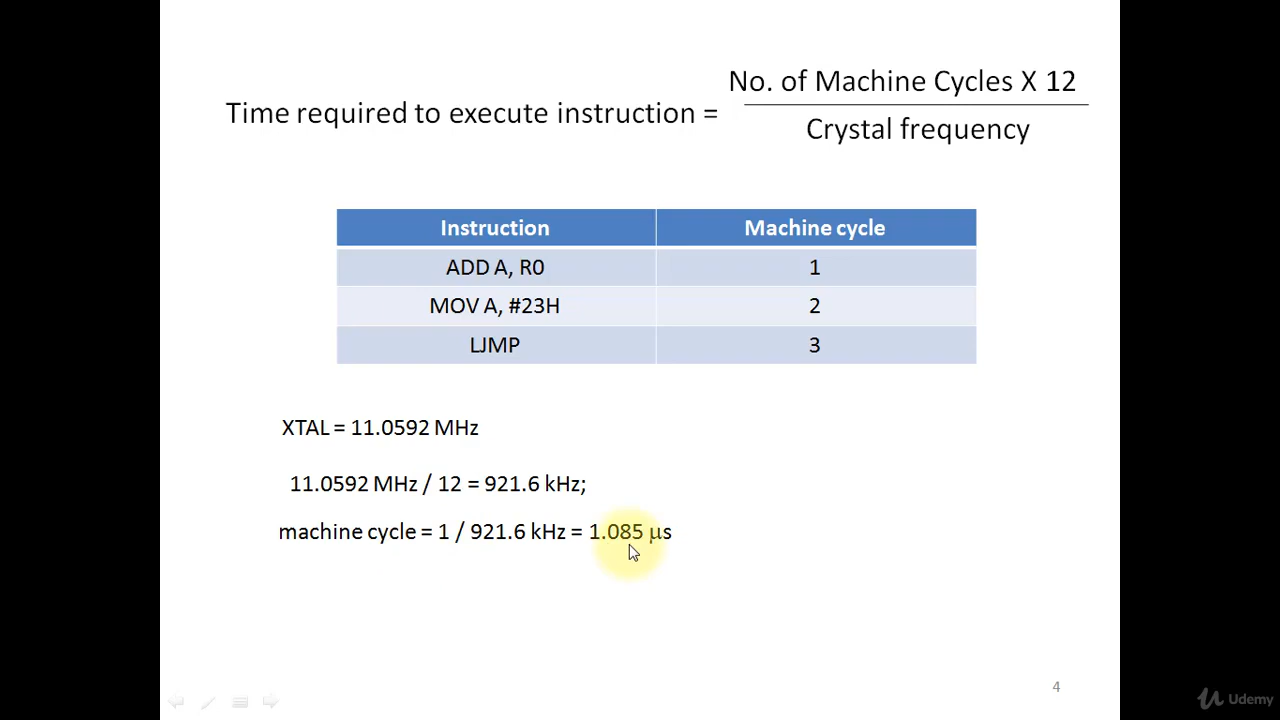 No. of Machine Cycles X 12
Time required to execute instruction =
Crystal frequency
Instruction Machine cycle
ADD A, R0 1
MOV A, #23H 2
LJMP 3
XTAL = 11.0592 MHz
11.0592 MHz / 12 = 921.6 kHz;
machine cycle = 1 / 921.6 kHz = 1.085 μs
4
Udemy